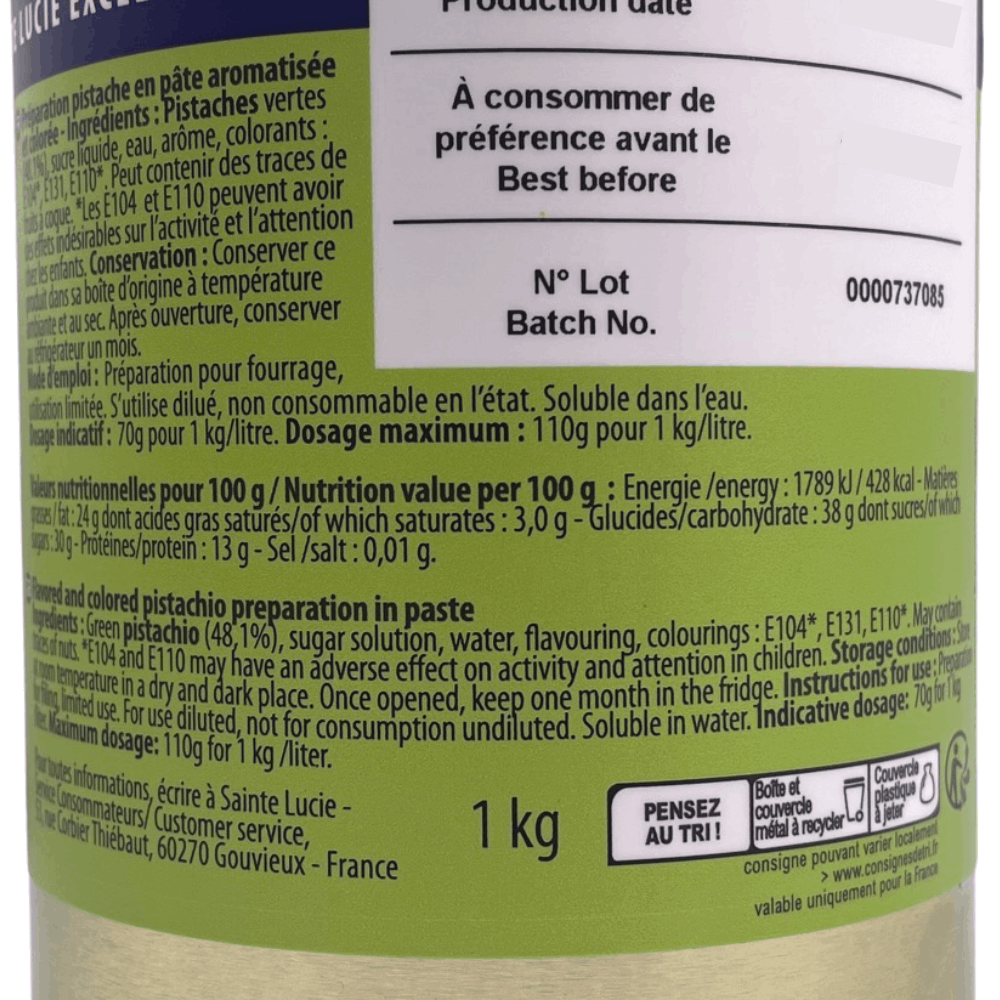 LUCIE
Production date
À consommer de
préférence avant le
Best before
N° Lot
Batch No.
0000737085
Préparation pistache en pâte aromatisée
et colorée - Ingrédients : Pistaches vertes
(48,1%), sucre liquide, eau, arôme, colorants :
E104*, E131, E110*. Peut contenir des traces de
fruits à coque. *Les E104 et E110 peuvent avoir
des effets indésirables sur l'activité et l'attention
chez les enfants. Conservation : Conserver ce
produit dans sa boîte d'origine à température
ambiante et au sec. Après ouverture, conserver
au réfrigérateur un mois.
Mode d'emploi : Préparation pour fourrage,
utilisation limitée. S'utilise dilué, non consommable en l'état. Soluble dans l'eau.
Dosage indicatif : 70g pour 1 kg/litre. Dosage maximum : 110g pour 1 kg/litre.
Valeurs nutritionnelles pour 100 g / Nutrition value per 100 g : Energie /energy : 1789 kJ / 428 kcal - Matières
grasses / fat : 24 g dont acides gras saturés/of which saturates : 3,0 g - Glucides/carbohydrate : 38 g dont sucres/of which
sugars : 30 g - Protéines/protein : 13 g - Sel /salt : 0,01 g.
Flavored and colored pistachio preparation in paste
Ingredients : Green pistachio (48,1%), sugar solution, water, flavouring, colourings : E104*, E131, E110*. May contain
traces of nuts. *E104 and E110 may have an adverse effect on activity and attention in children. Storage conditions : Store
at room temperature in a dry and dark place. Once opened, keep one month in the fridge. Instructions for use : Preparation
for filling, limited use. For use diluted, not for consumption undiluted. Soluble in water. Indicative dosage: 70g for 1 kg
/liter. Maximum dosage: 110g for 1 kg /liter.
Pour toutes informations, écrire à Sainte Lucie -
Service Consommateurs/ Customer service,
53, rue Corbier Thiébaut, 60270 Gouvieux - France
1 kg
PENSEZ
AU TRI !
Boîte et
couvercle
métal à recycler
Couvercle
plastique
à jeter
consigne pouvant varier localement
> www.consignesdetri.fr
valable uniquement pour la France